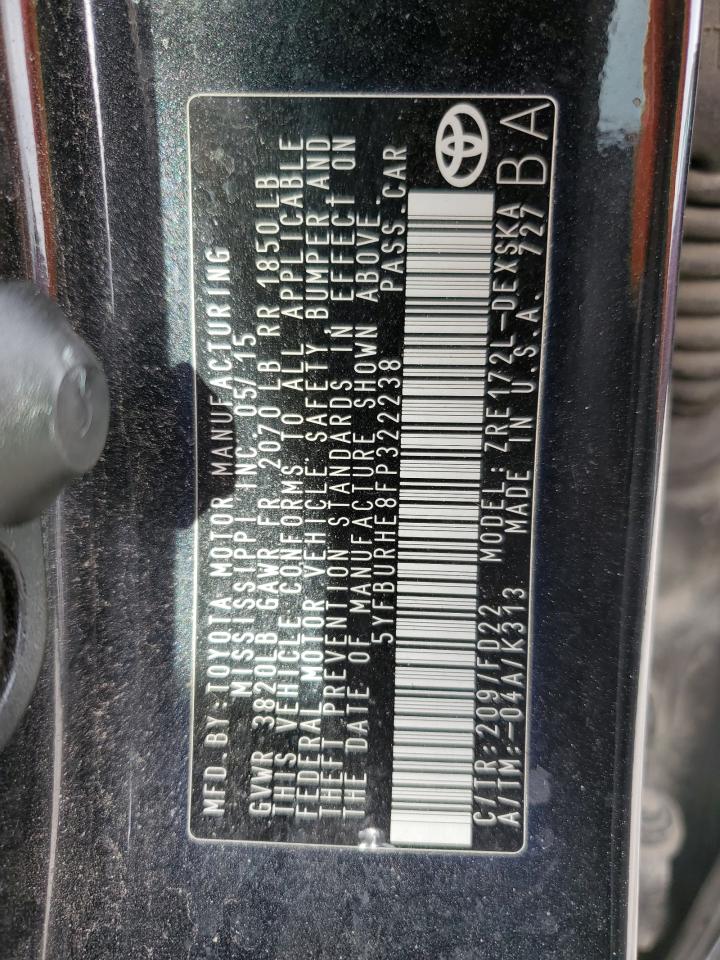 MFD.BY:TOYOTA MOTOR MANUFACTURING
MISSISSIPPI INC. 05/15
GVWR 3820LB GAWR FR 2070 LB RR 1850LB
THIS VEHICLE CONFORMS TO ALL APPLICABLE
FEDERAL MOTOR VEHICLE SAFETY, BUMPER AND
THEFT PREVENTION STANDARDS IN EFFECT ON
THE DATE OF MANUFACTURE SHOWN ABOVE.
5YFBURHE8FP322238 PASS.CAR
C/TR:209/FD22 MODEL:ZRE172L-DEXSKA
A/TM:-04A/K313 MADE IN U.S.A. 727
BA